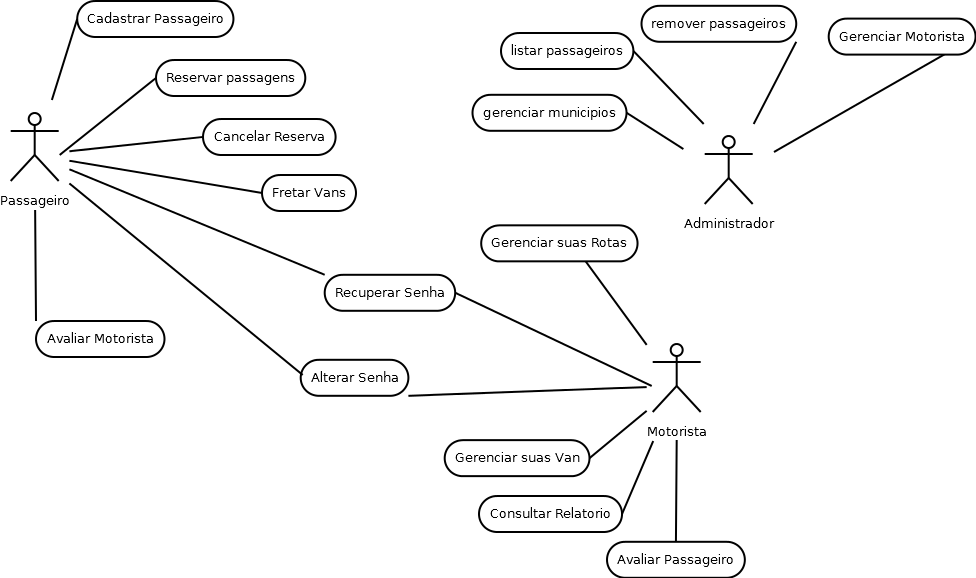 Cadastrar Passageiro
remover passageiros
Gerenciar Motorista
listar passageiros
Reservar passagens
gerenciar municipios
Cancelar Reserva
Fretar Vans
Passageiro
Administrador
Gerenciar suas Rotas
Recuperar Senha
Avaliar Motorista
Alterar Senha
Motorista
Gerenciar suas Van
Consultar Relatorio
Avaliar Passageiro